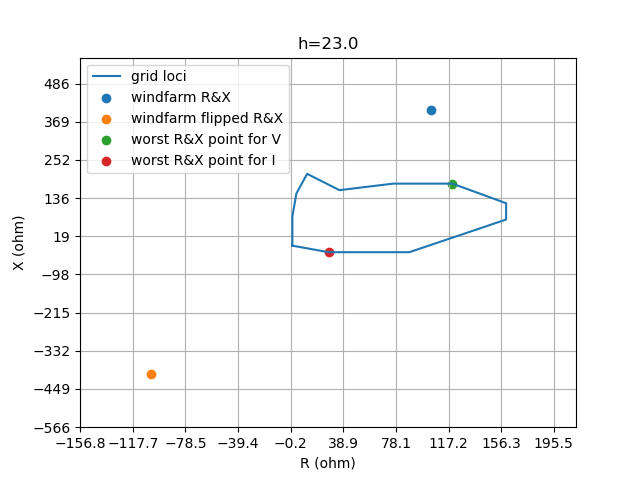 h=23.0
grid loci
windfarm R&X
windfarm flipped R&X
worst R&X point for V
worst R&X point for I
486
369
252
136
19
−98
−215
−332
−449
−566
X (ohm)
−156.8 −117.7 −78.5 −39.4 −0.2 38.9 78.1 117.2 156.3 195.5
R (ohm)